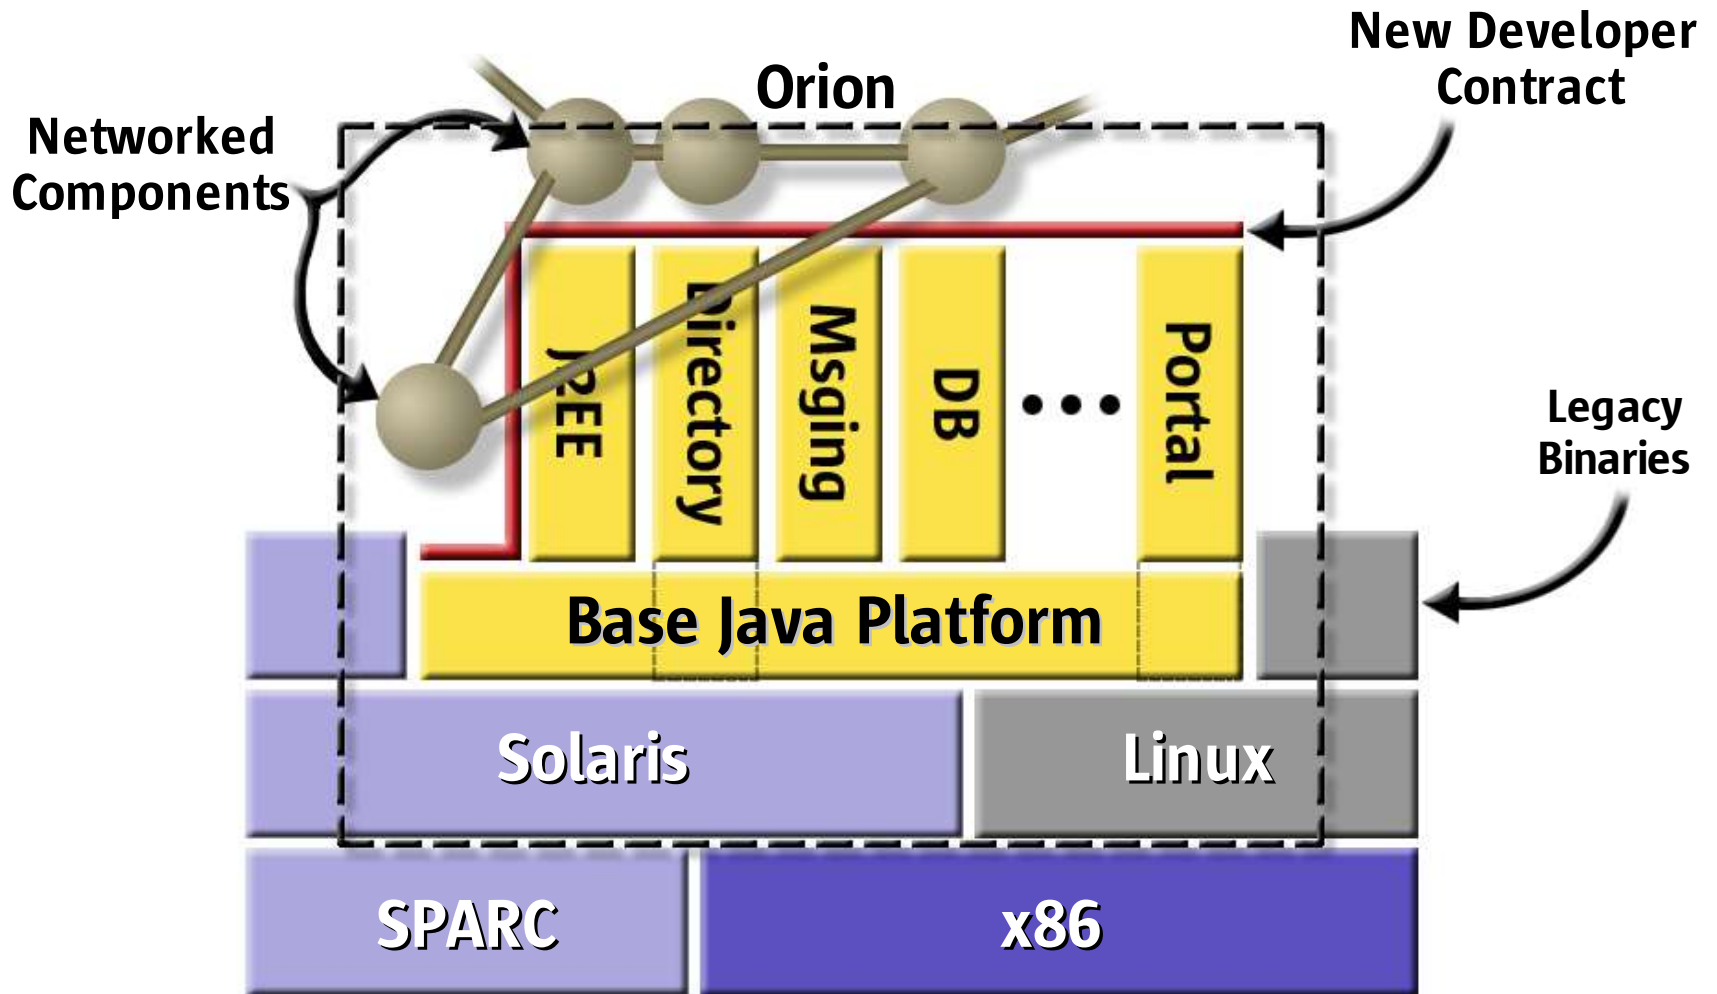 New Developer
Contract
Orion
Networked
Components
J2EE
Directory
Msging
DB
Portal
Legacy
Binaries
Base Java Platform
Solaris
Linux
SPARC
x86